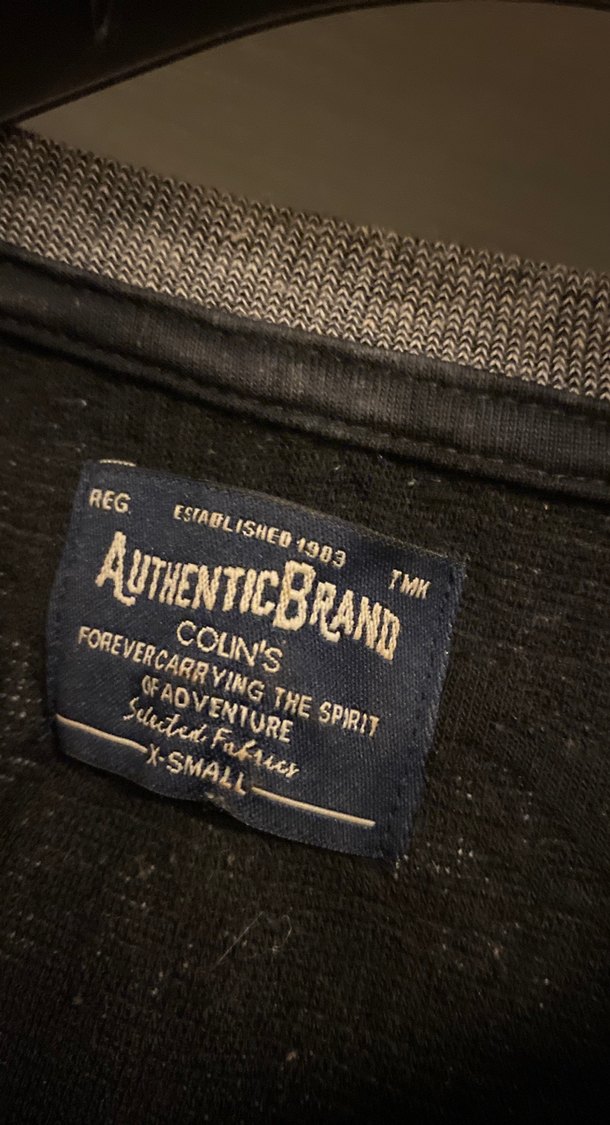 REG. ESTABLISHED 1983 TMK
AUTHENTICBRAND
COLIN'S
FOREVERCARRYING THE SPIRIT
OF ADVENTURE
Selected Fabrics
X-SMALL